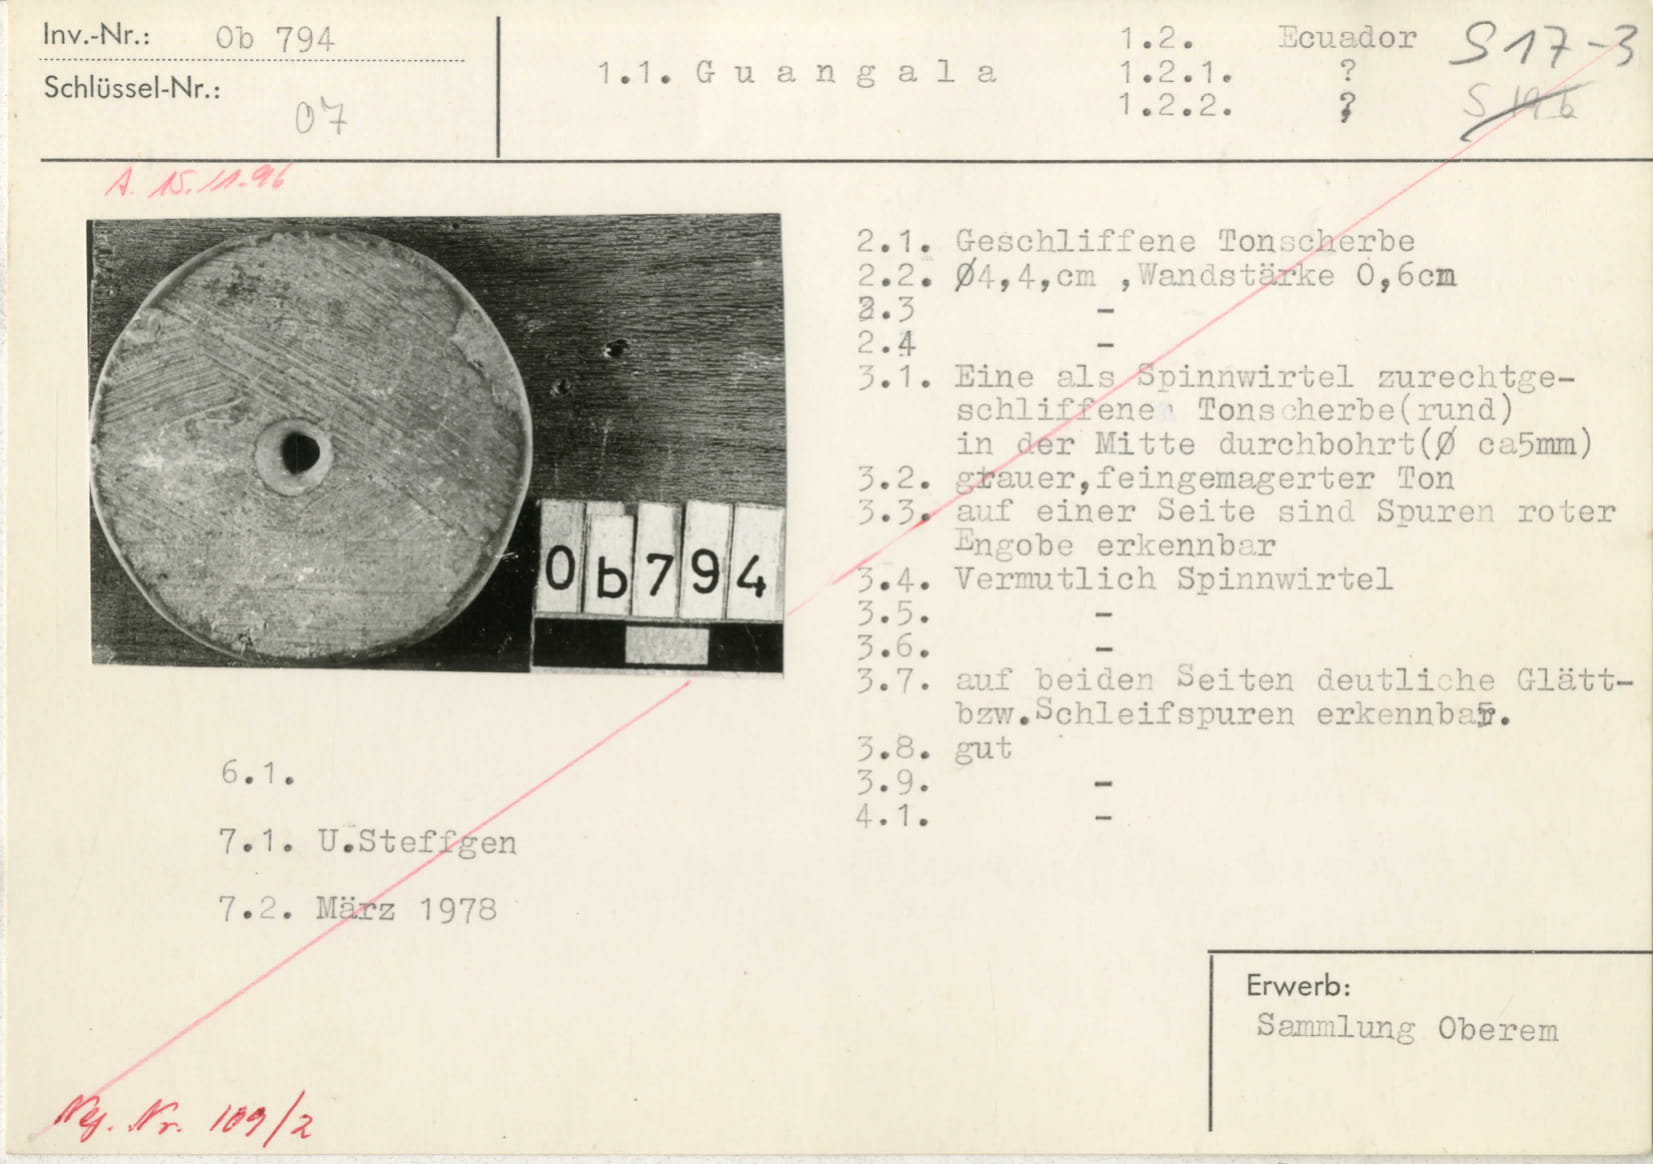 Inv.-Nr.: Ob 794
Schlüssel-Nr.:
07
1.1. G u a n g a l a
1.2. Ecuador
1.2.1. ?
1.2.2. ?
S 17-3
S 19b
A. 15.11.96
Ob794
2.1. Geschliffene Tonscherbe
2.2. Ø4,4,cm ,Wandstärke 0,6cm
2.3 -
2.4 -
3.1. Eine als Spinnwirtel zurechtge-
schliffene Tonscherbe(rund)
in der Mitte durchbohrt(Ø ca5mm)
3.2. grauer,feingemagerter Ton
3.3. auf einer Seite sind Spuren roter
Engobe erkennbar
3.4. Vermutlich Spinnwirtel
3.5. -
3.6. -
3.7. auf beiden Seiten deutliche Glätt-
bzw.Schleifspuren erkennbar.
3.8. gut
3.9. -
4.1. -
6.1.
7.1. U.Steffgen
7.2. März 1978
Erwerb:
Sammlung Oberem
Neg. Nr. 109/2